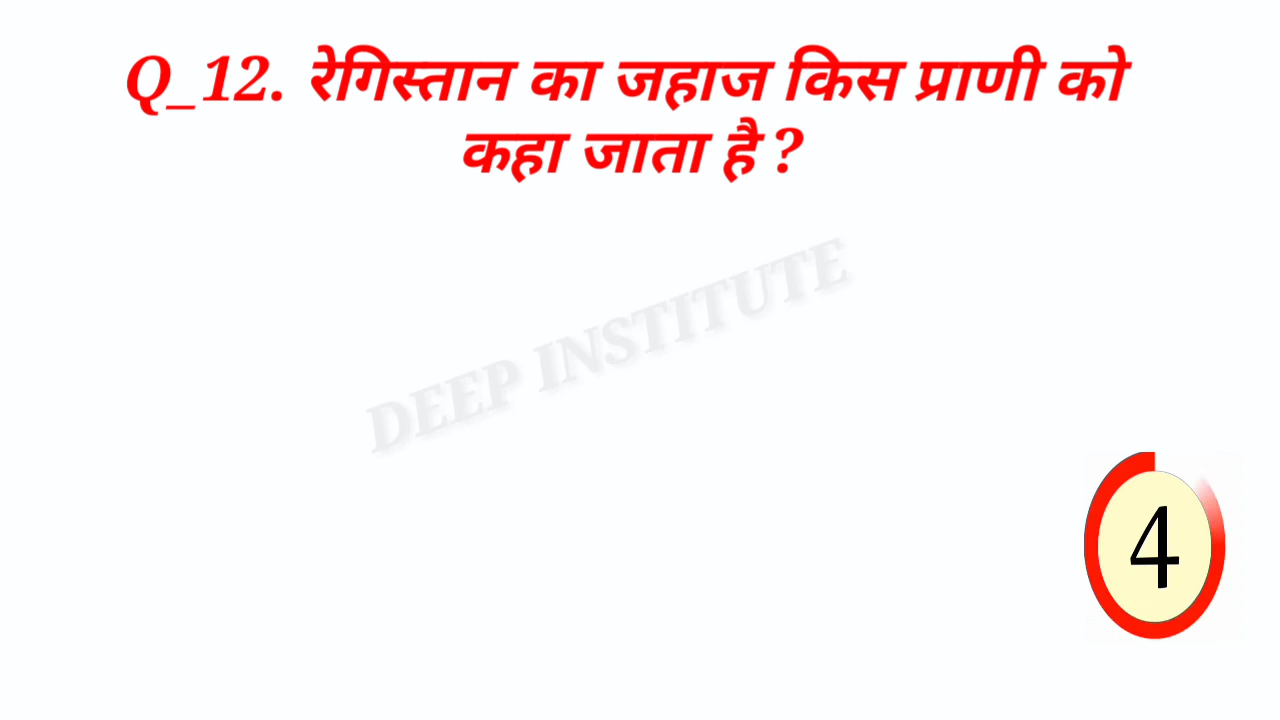 Q_12. रेगिस्तान का जहाज किस प्राणी को
कहा जाता है ?
DEEP INSTITUTE
4